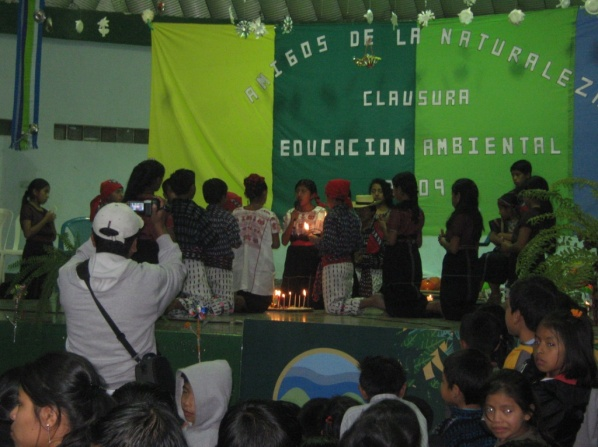 AMIGOS DE LA NATURALEZA
CLAUSURA
EDUCACION AMBIENTAL